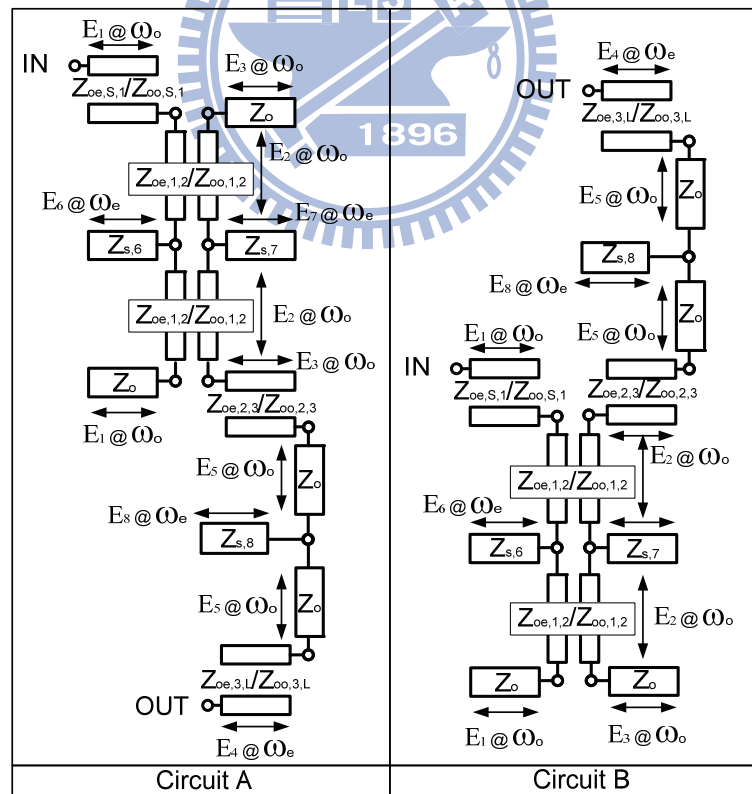 1896
E1@ωo
IN
Zoe,S,1/Zoo,S,1
E3@ωo
Zo
E2@ωo
Zoe,1,2/Zoo,1,2
E6@ωe
E7@ωe
Zs,6
Zs,7
Zoe,1,2/Zoo,1,2
E2@ωo
E3@ωo
Zo
Zoe,2,3/Zoo,2,3
E1@ωo
E5@ωo
Zo
E8@ωe
Zs,8
E5@ωo
Zo
Zoe,3,L/Zoo,3,L
OUT
E4@ωe
Circuit A
E4@ωe
OUT
Zoe,3,L/Zoo,3,L
E5@ωo
Zo
Zs,8
E8@ωe
E5@ωo
Zo
E1@ωo
IN
Zoe,S,1/Zoo,S,1
Zoe,2,3/Zoo,2,3
E2@ωo
Zoe,1,2/Zoo,1,2
E6@ωe
E7@ωe
Zs,6
Zs,7
Zoe,1,2/Zoo,1,2
E2@ωo
Zo
Zo
E1@ωo
E3@ωo
Circuit B